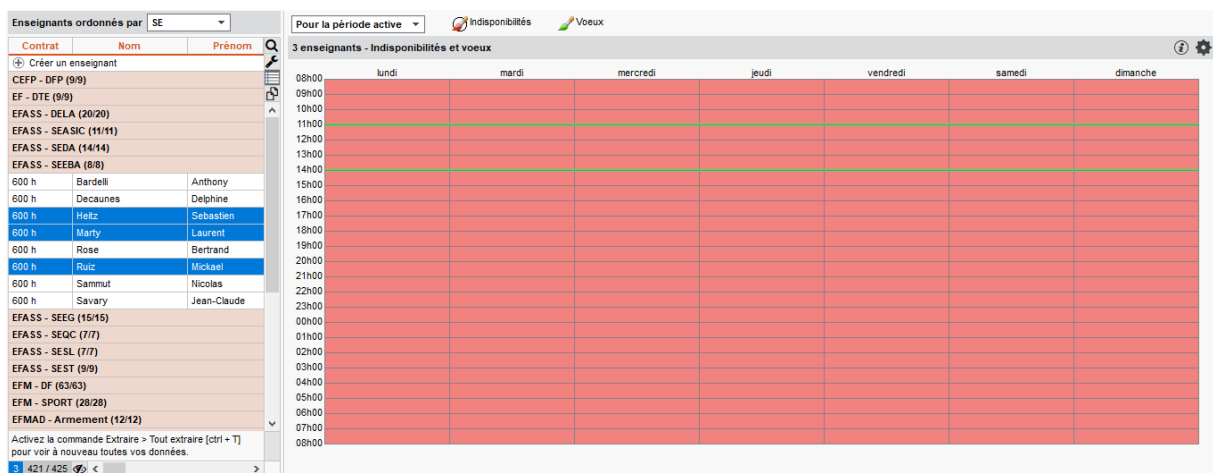 Enseignants ordonnés par SE
Contrat Nom Prénom
Créer un enseignant
CEFP - DFP (9/9)
EF - DTE (9/9)
EFASS - DELA (20/20)
EFASS - SEASIC (11/11)
EFASS - SEDA (14/14)
EFASS - SEEBA (8/8)
600 h Bardelli Anthony
600 h Decaunes Delphine
600 h Heitz Sebastien
600 h Marty Laurent
600 h Rose Bertrand
600 h Ruiz Mickael
600 h Sammut Nicolas
600 h Savary Jean-Claude
EFASS - SEEG (15/15)
EFASS - SEQC (7/7)
EFASS - SESL (7/7)
EFASS - SEST (9/9)
EFM - DF (63/63)
EFM - SPORT (28/28)
EFMAD - Armement (12/12)
Activez la commande Extraire > Tout extraire [ctrl + T]
pour voir à nouveau toutes vos données.
3 421 / 425
Pour la période active Indisponibilités Voeux
3 enseignants - Indisponibilités et voeux
lundi mardi mercredi jeudi vendredi samedi dimanche
08h00
09h00
10h00
11h00
12h00
13h00
14h00
15h00
16h00
17h00
18h00
19h00
20h00
21h00
22h00
23h00
00h00
01h00
02h00
03h00
04h00
05h00
06h00
07h00
08h00